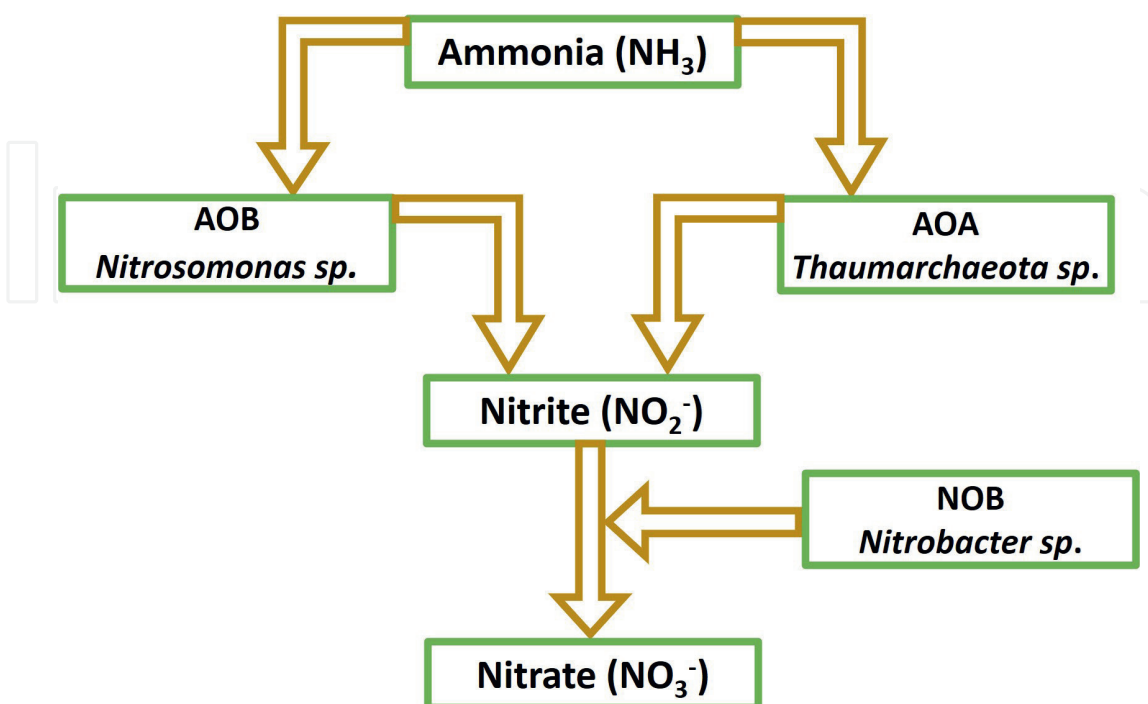 Ammonia (NH₃)
AOB
Nitrosomonas sp.
AOA
Thaumarchaeota sp.
Nitrite (NO₂⁻)
NOB
Nitrobacter sp.
Nitrate (NO₃⁻)